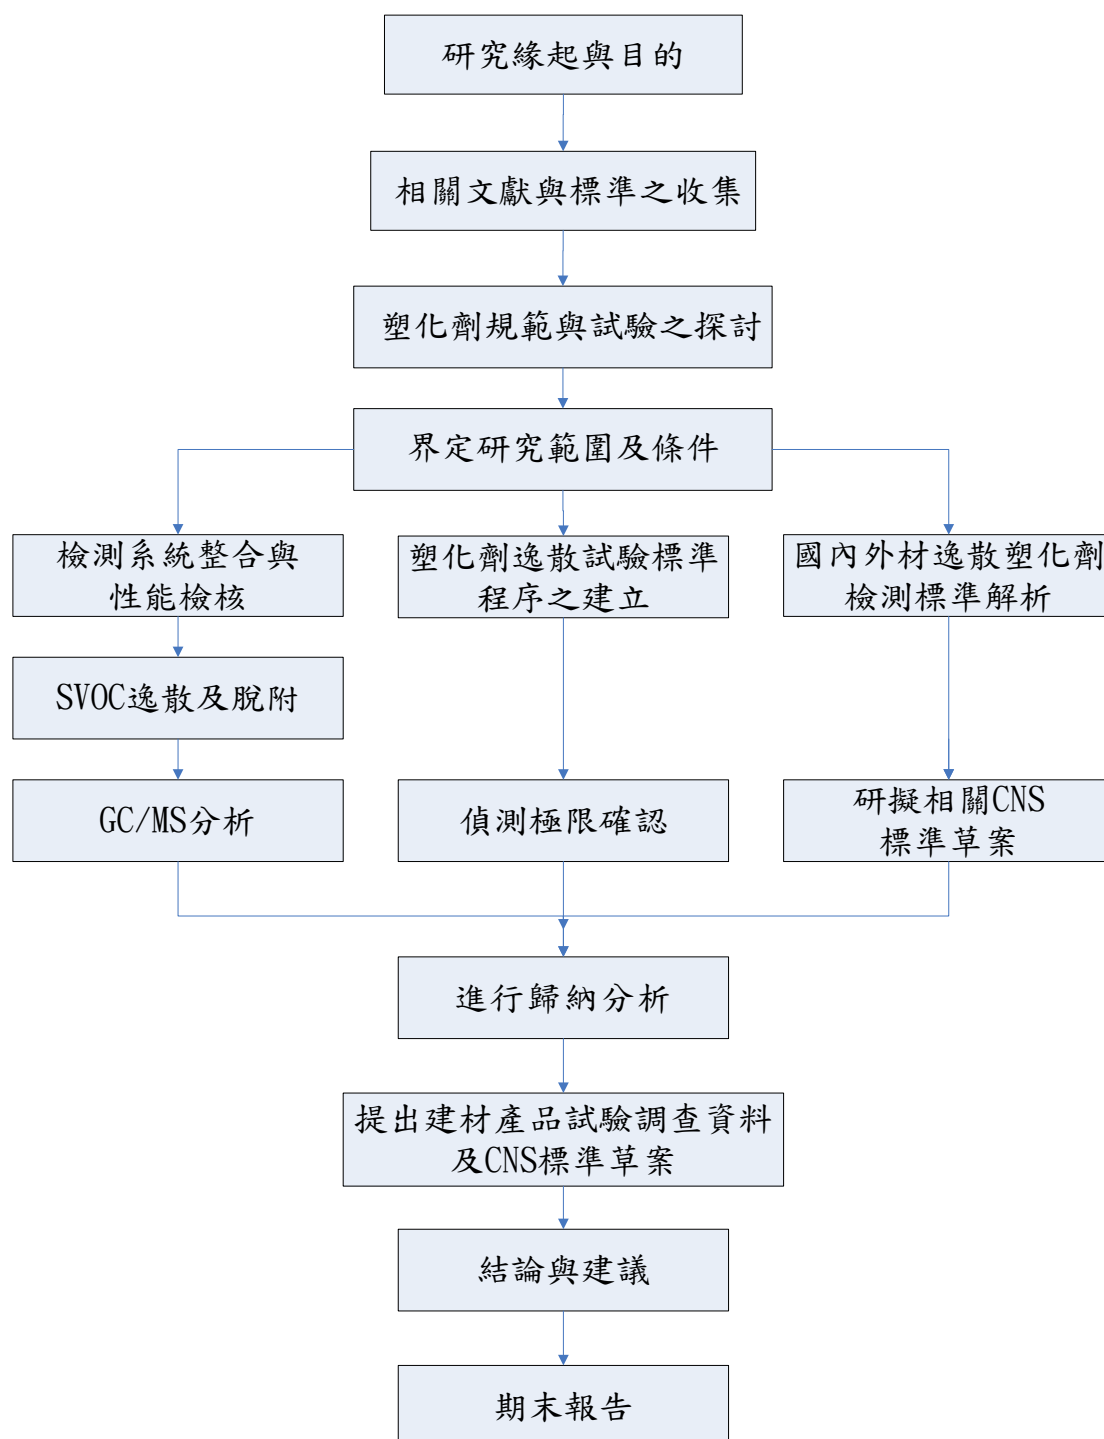 研究緣起與目的
相關文獻與標準之收集
塑化劑規範與試驗之探討
界定研究範圍及條件
檢測系統整合與
性能檢核
塑化劑逸散試驗標準
程序之建立
國內外材逸散塑化劑
檢測標準解析
SVOC逸散及脫附
GC/MS分析
偵測極限確認
研擬相關CNS
標準草案
進行歸納分析
提出建材產品試驗調查資料
及CNS標準草案
結論與建議
期末報告